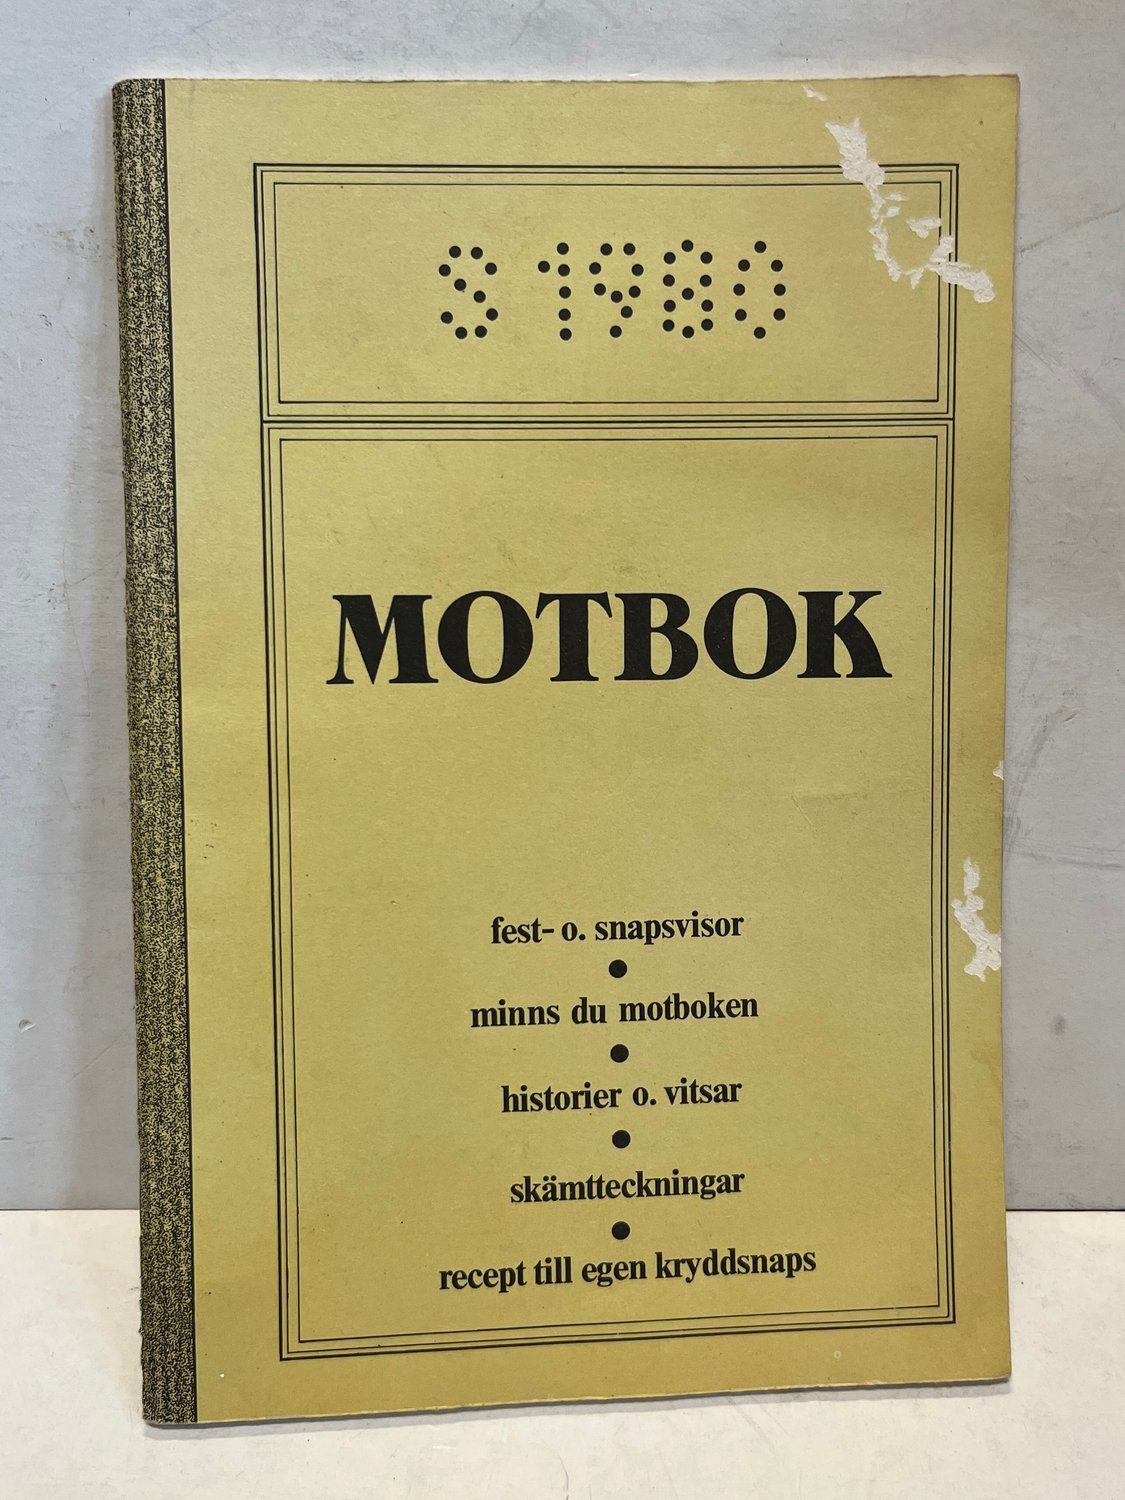 S 1980
MOTBOK
fest- o. snapsvisor
minns du motboken
historier o. vitsar
skämtteckningar
recept till egen kryddsnaps